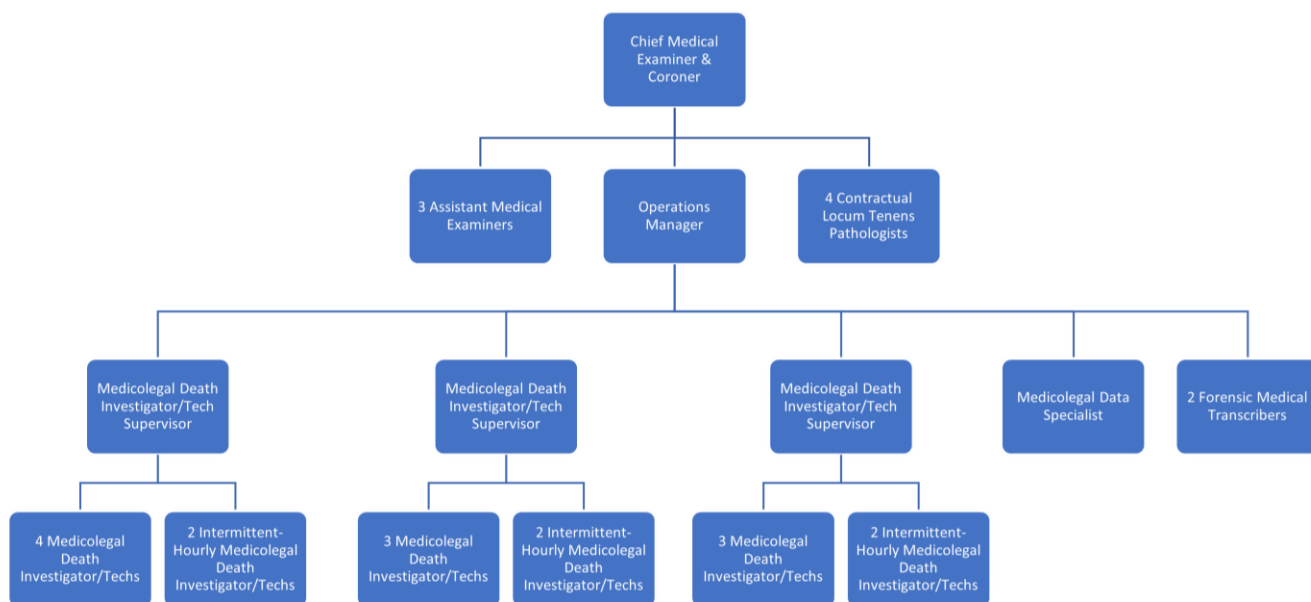 Chief Medical
Examiner &
Coroner
3 Assistant Medical
Examiners
Operations
Manager
4 Contractual
Locum Tenens
Pathologists
Medicolegal Death
Investigator/Tech
Supervisor
Medicolegal Death
Investigator/Tech
Supervisor
Medicolegal Death
Investigator/Tech
Supervisor
Medicolegal Data
Specialist
2 Forensic Medical
Transcribers
4 Medicolegal
Death
Investigator/Techs
2 Intermittent-
Hourly Medicolegal
Death
Investigator/Techs
3 Medicolegal
Death
Investigator/Techs
2 Intermittent-
Hourly Medicolegal
Death
Investigator/Techs
3 Medicolegal
Death
Investigator/Techs
2 Intermittent-
Hourly Medicolegal
Death
Investigator/Techs